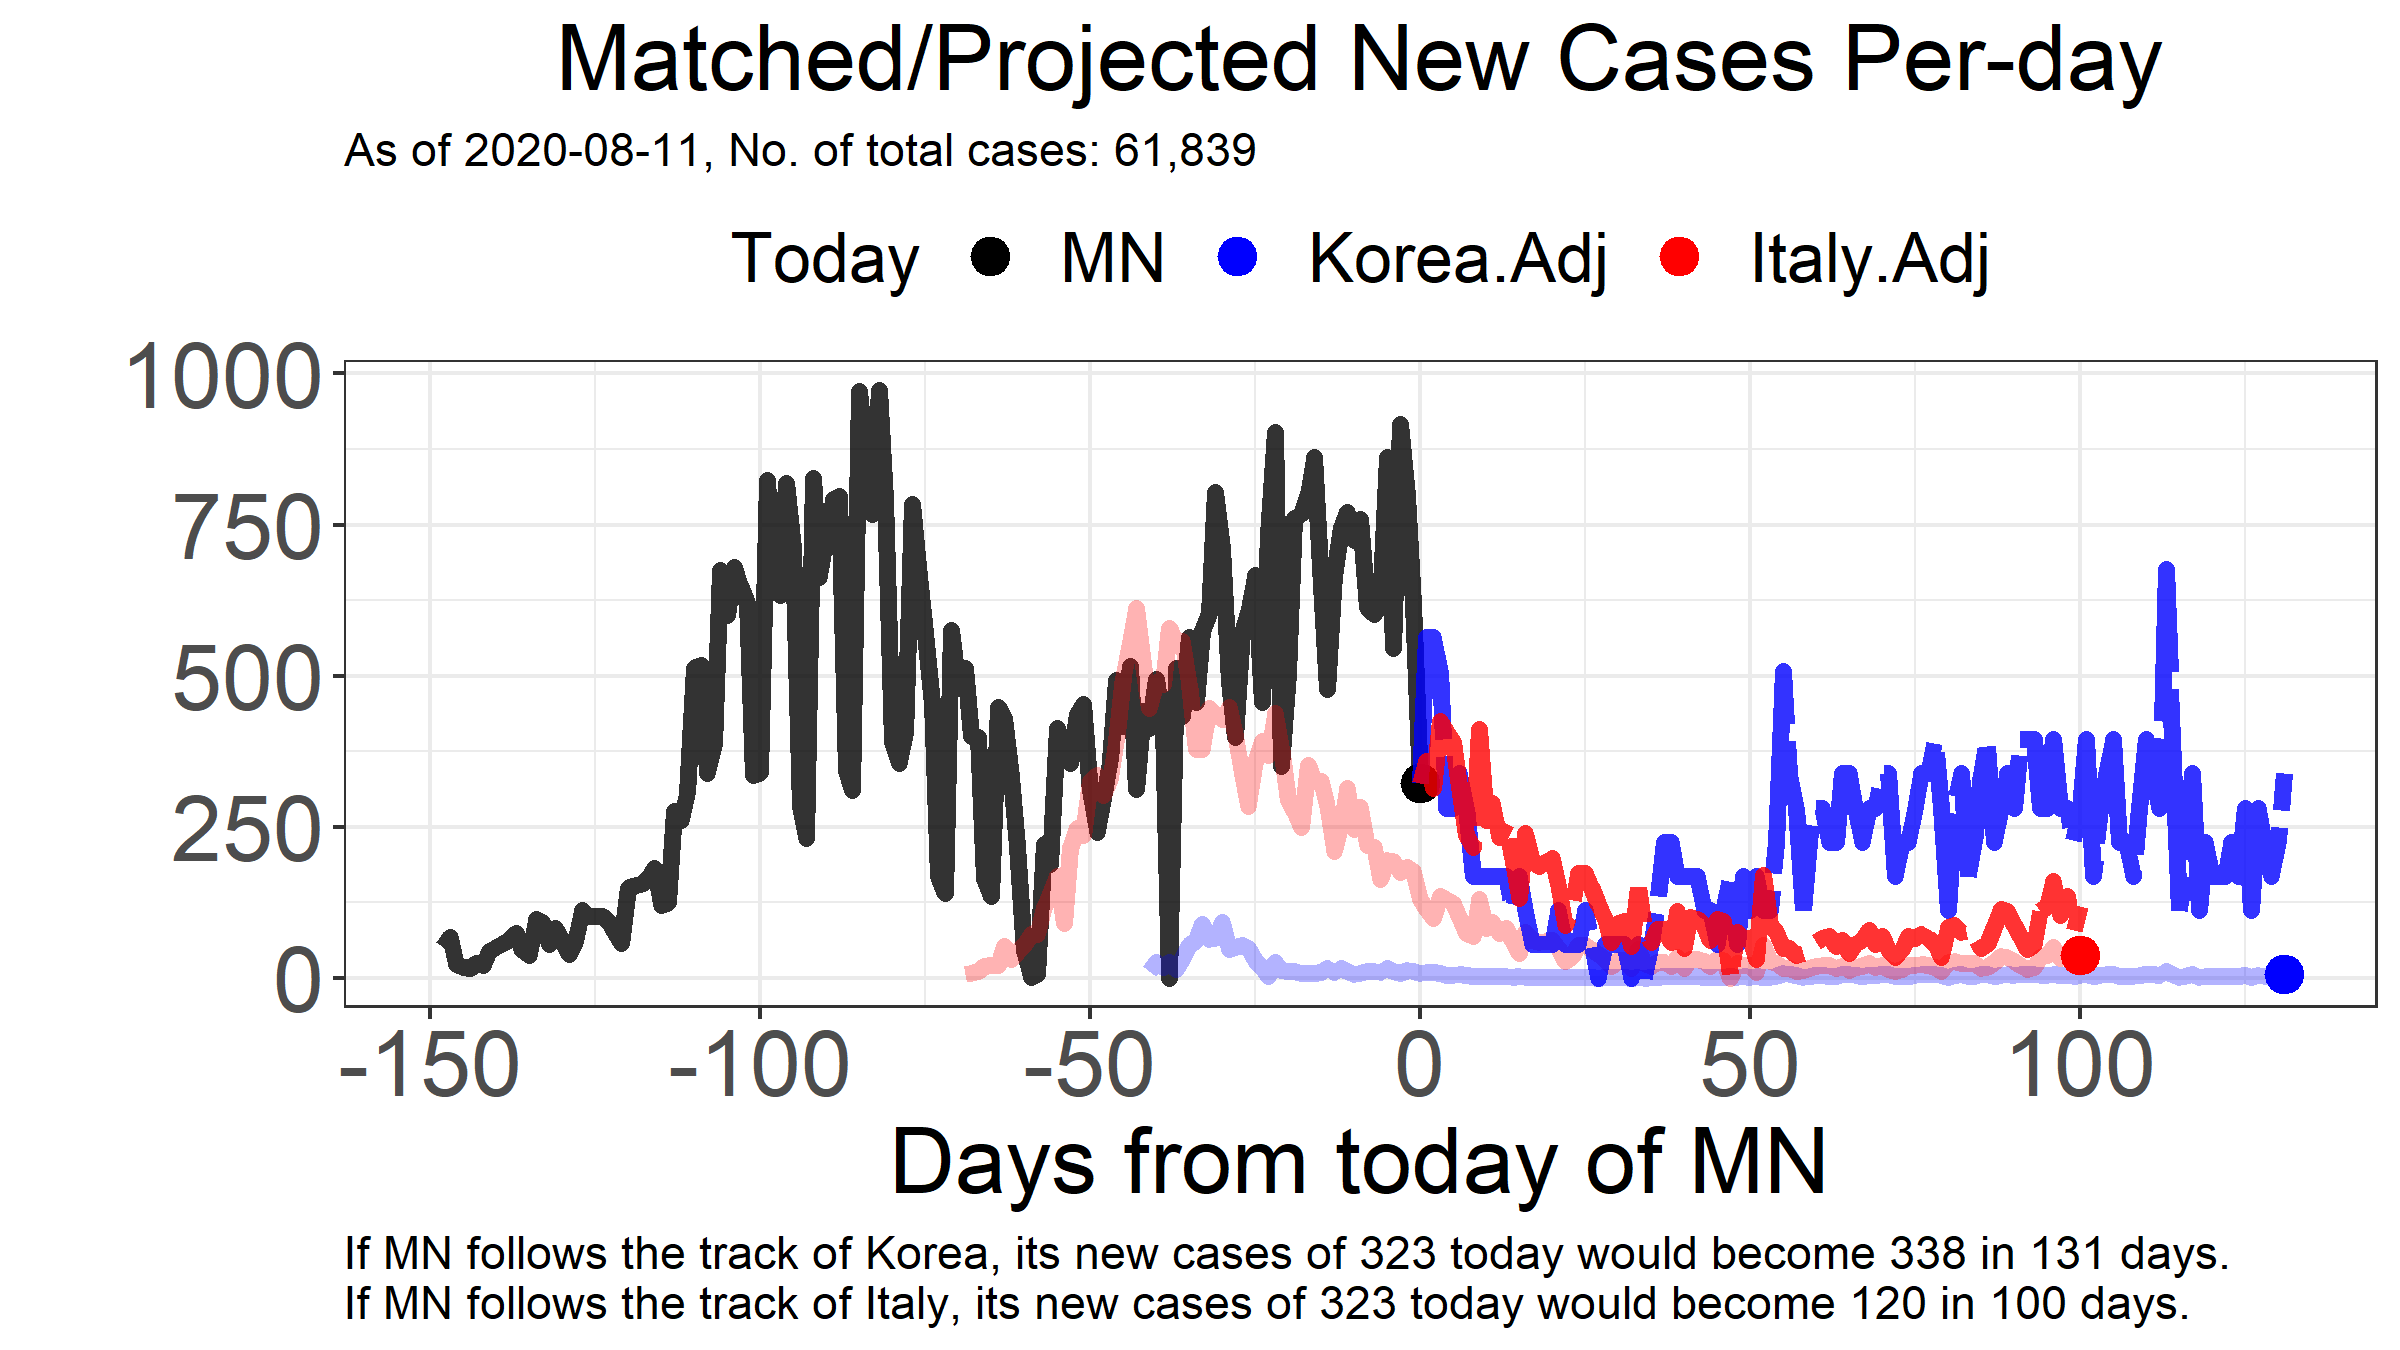 Matched/Projected New Cases Per-day
As of 2020-08-11, No. of total cases: 61,839
Today MN Korea.Adj Italy.Adj
1000
750
500
250
0
-150 -100 -50 0 50 100
Days from today of MN
If MN follows the track of Korea, its new cases of 323 today would become 338 in 131 days.
If MN follows the track of Italy, its new cases of 323 today would become 120 in 100 days.